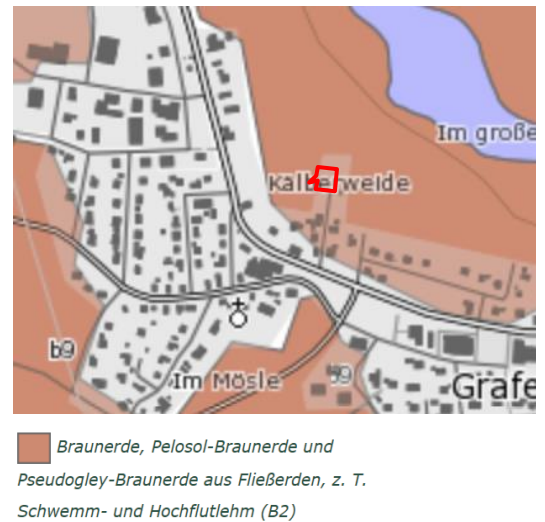 Im große
Kälberweide
b9
Im Mösle
b9
Gräfe
Braunerde, Pelosol-Braunerde und
Pseudogley-Braunerde aus Fließerden, z. T.
Schwemm- und Hochflutlehm (B2)